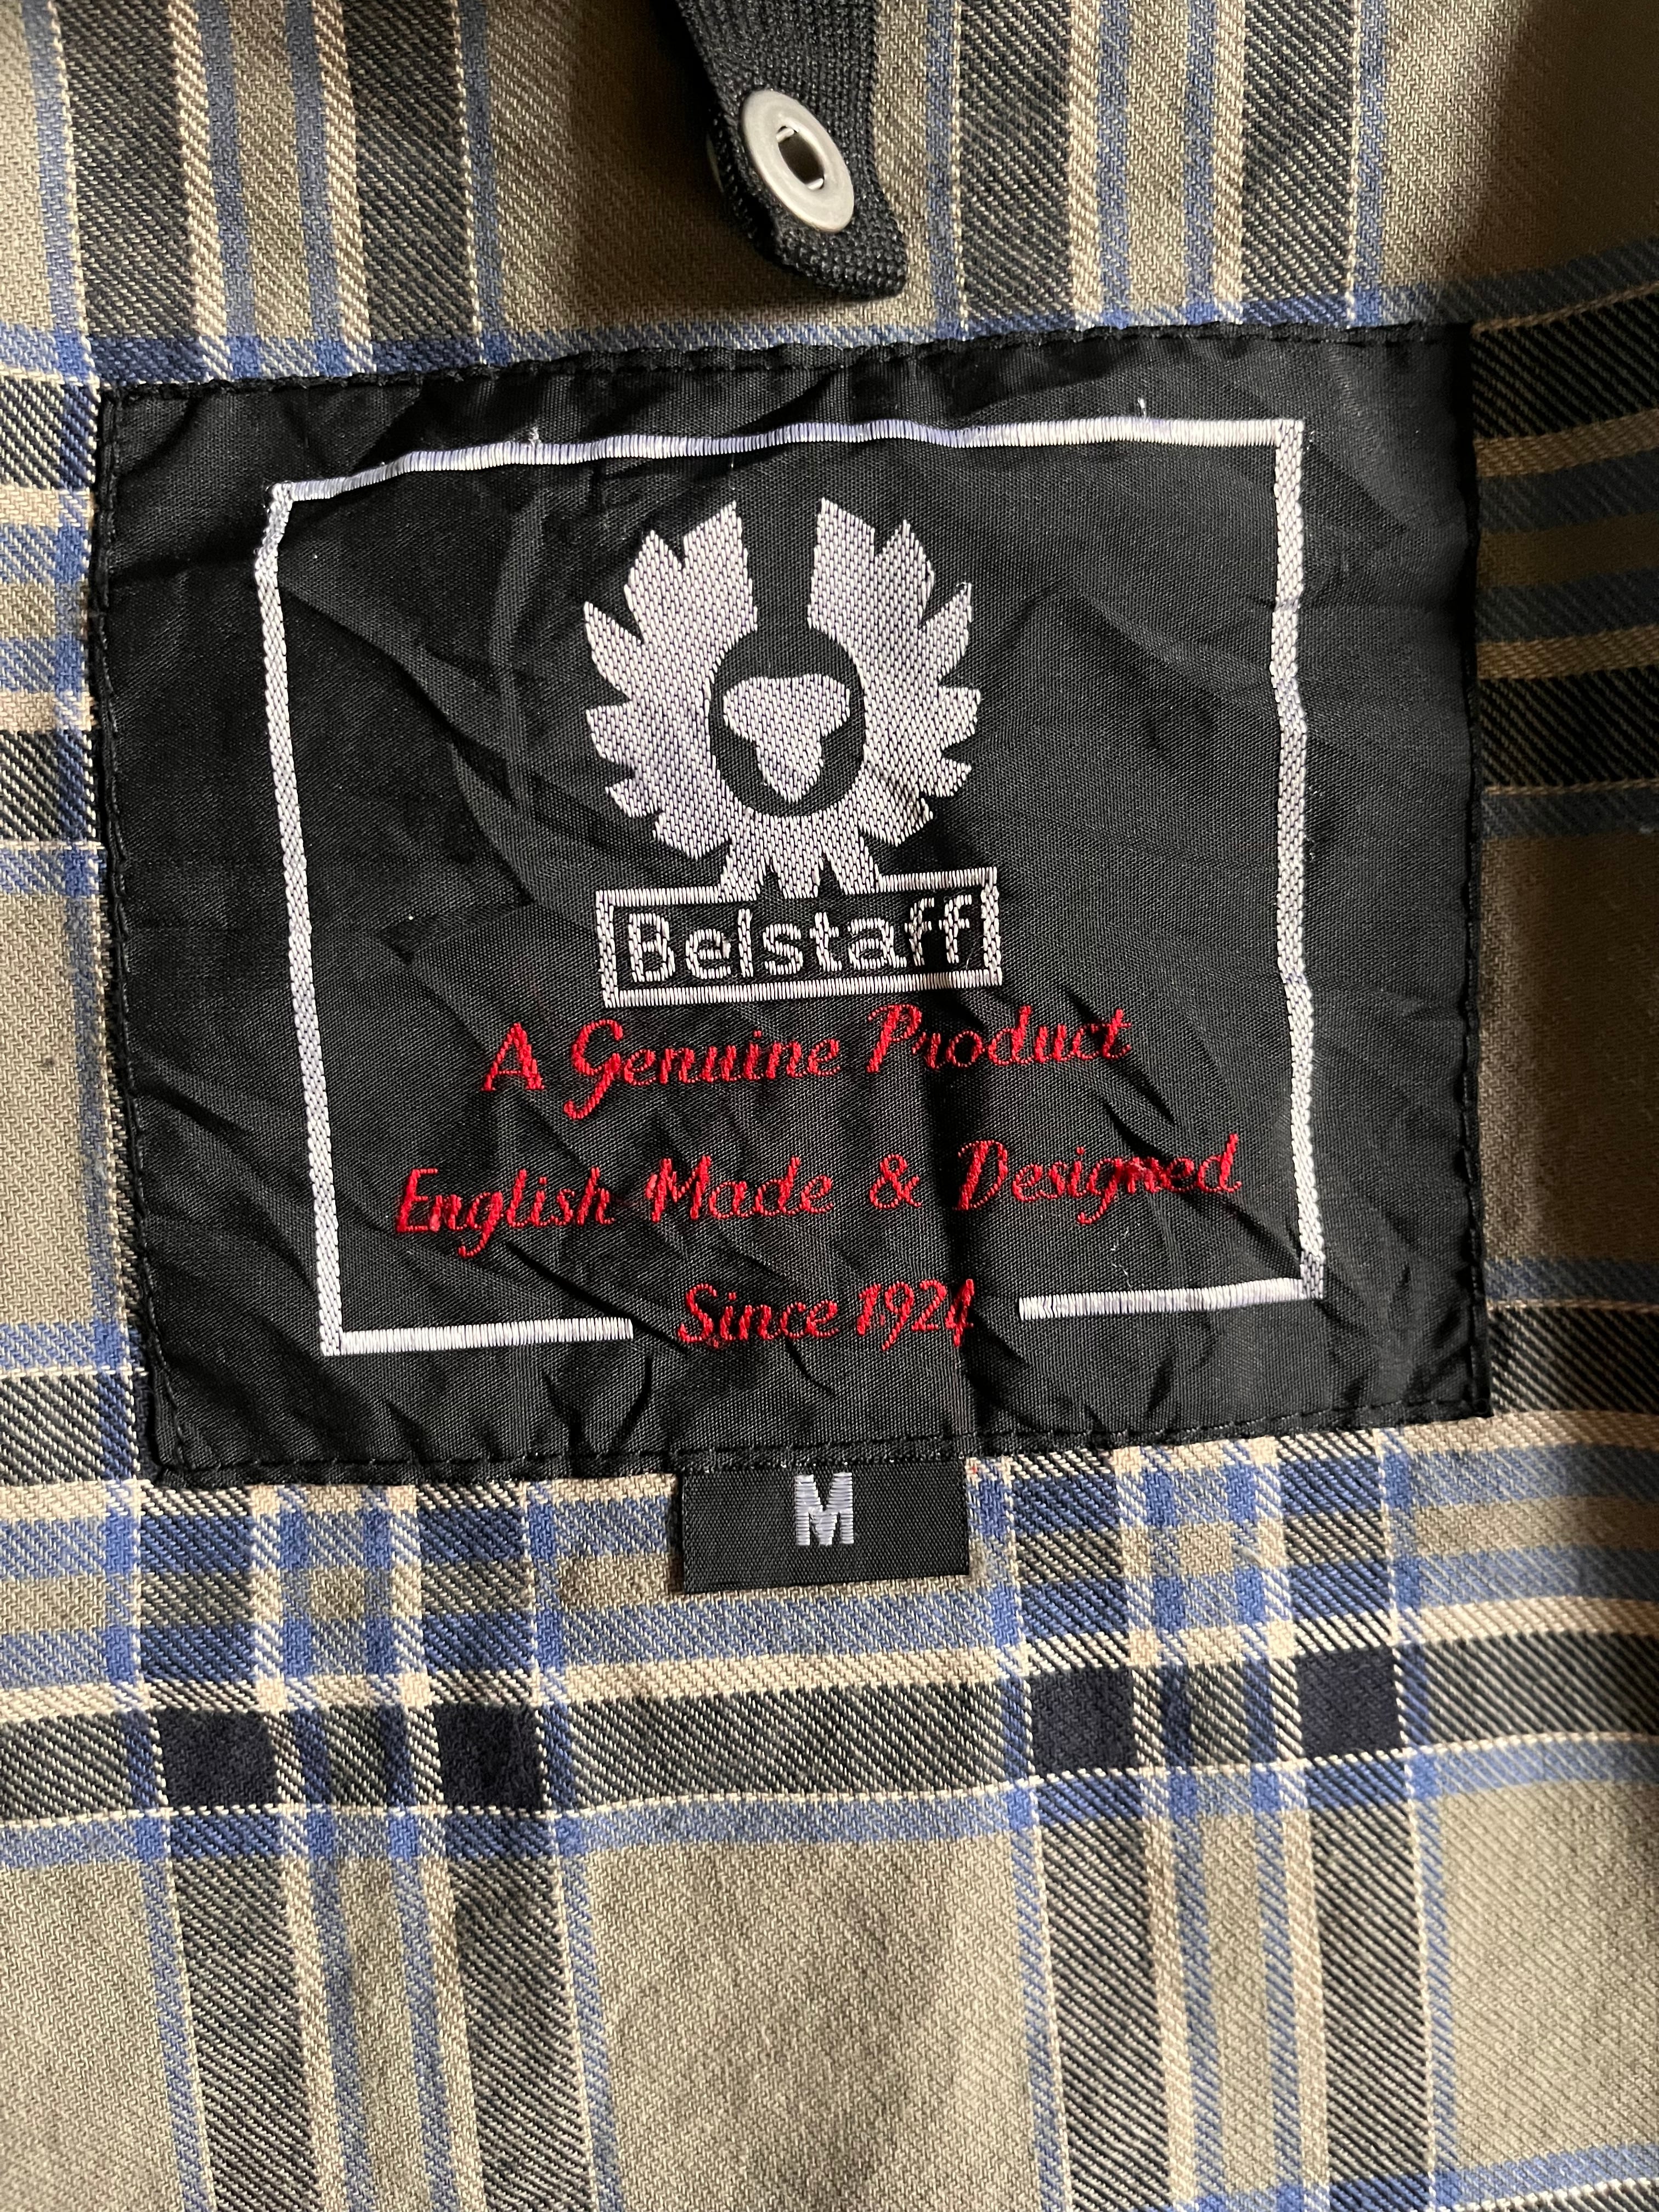 Belstaff
A Genuine Product
English Made & Designed
Since 1924
M